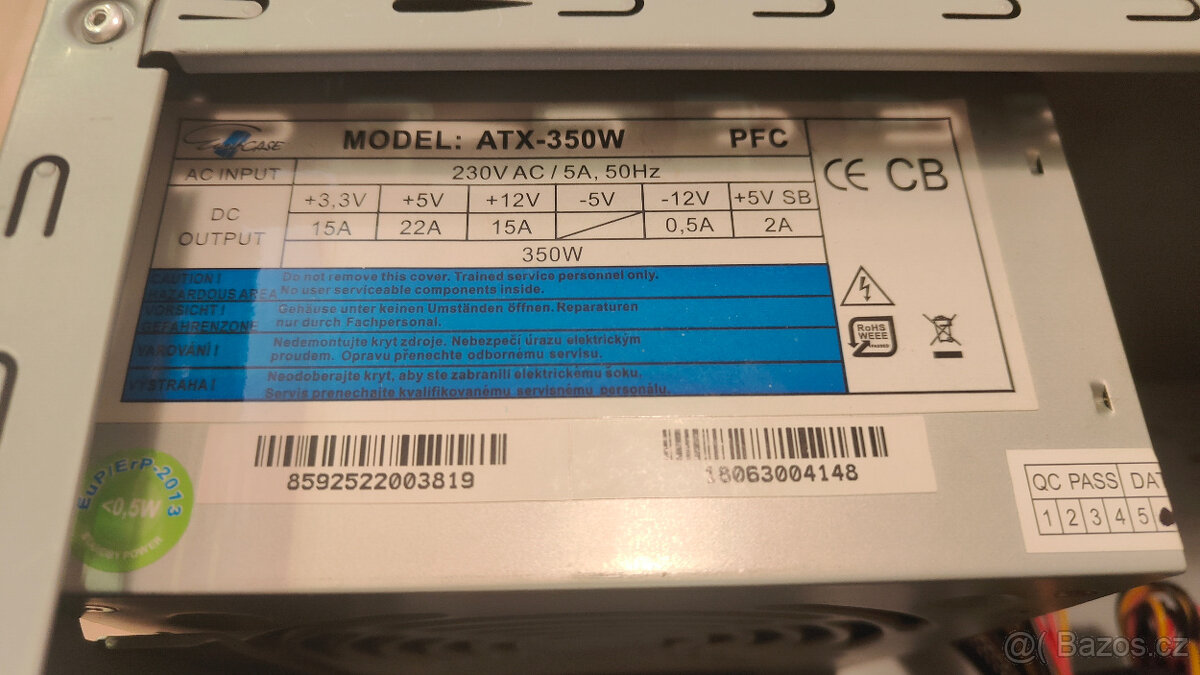 CASE MODEL: ATX-350W PFC
AC INPUT 230V AC / 5A, 50Hz
DC OUTPUT
+3,3V +5V +12V -5V -12V +5V SB
15A 22A 15A 0,5A 2A
350W
CE CB
CAUTION! Do not remove this cover. Trained service personnel only.
HAZARDOUS AREA No user serviceable components inside.
VORSICHT! Gehäuse unter keinen Umständen öffnen. Reparaturen
GEFAHRENZONE nur durch Fachpersonal.
VAROVÁNÍ! Nedemontujte kryt zdroje. Nebezpečí úrazu elektrickým
proudem. Opravu přenechte odbornému servisu.
VÝSTRAHA! Neodoberajte kryt, aby ste zabranili elektrickému šoku.
Servis prenechajte kvalifikovanému servisnému personálu.
RoHS
WEEE
8592522003819
18063004148
EuP/ErP-2013
<0,5W
STANDBY POWER
QC PASS
1 2 3 4 5
@( Bazos.cz